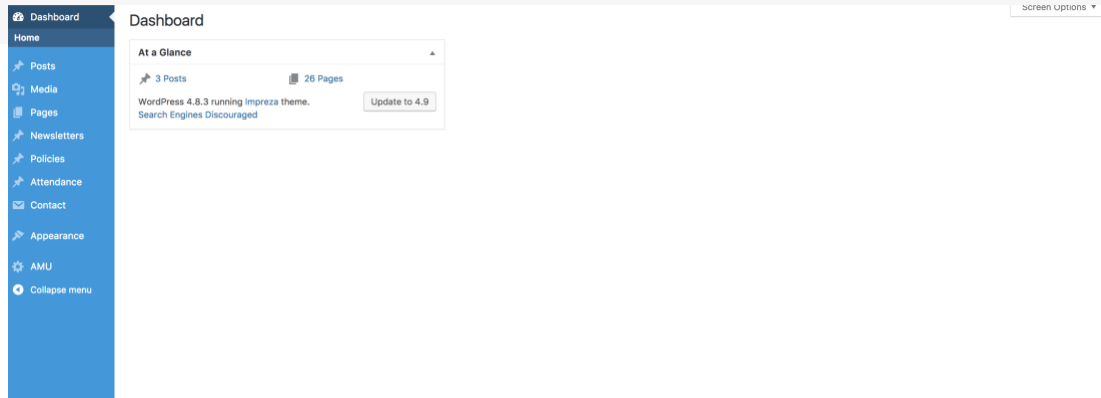 Screen Options
Dashboard
Home
Posts
Media
Pages
Newsletters
Policies
Attendance
Contact
Appearance
AMU
Collapse menu
Dashboard
At a Glance
3 Posts
26 Pages
WordPress 4.8.3 running Impreza theme.
Update to 4.9
Search Engines Discouraged